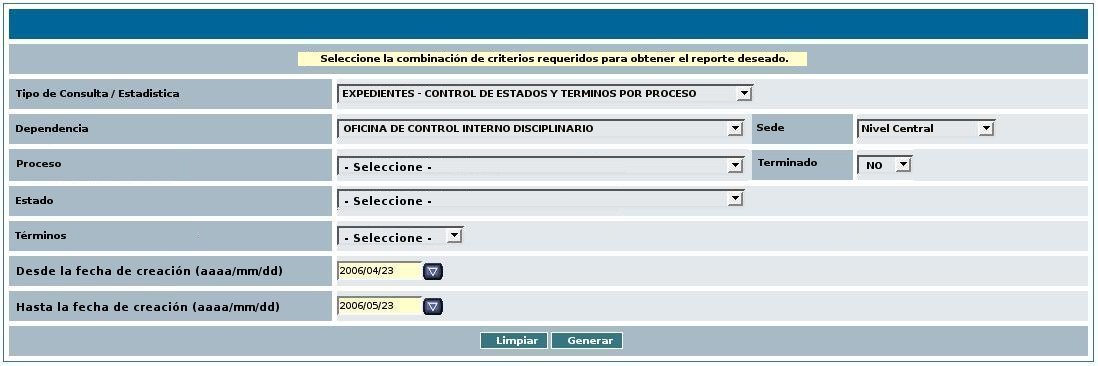 Seleccione la combinación de criterios requeridos para obtener el reporte deseado.
Tipo de Consulta / Estadistica EXPEDIENTES - CONTROL DE ESTADOS Y TERMINOS POR PROCESO
Dependencia OFICINA DE CONTROL INTERNO DISCIPLINARIO Sede Nivel Central
Proceso - Seleccione - Terminado NO
Estado - Seleccione -
Términos - Seleccione -
Desde la fecha de creación (aaaa/mm/dd) 2006/04/23
Hasta la fecha de creación (aaaa/mm/dd) 2006/05/23
Limpiar Generar